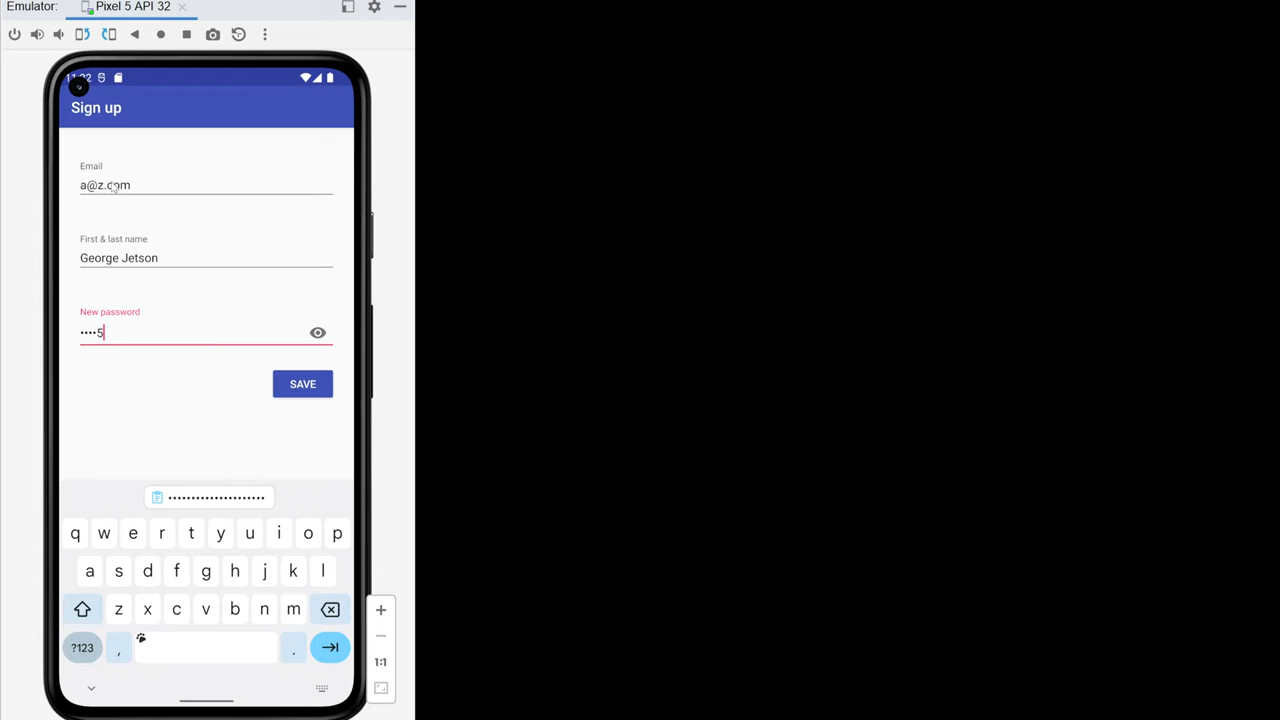 Emulator: Pixel 5 API 32
Sign up
Email
a@z.com
First & last name
George Jetson
New password
••••5
SAVE
•••••••••••••••••••••
q w e r t y u i o p
a s d f g h j k l
z x c v b n m
?123 , .
1:1